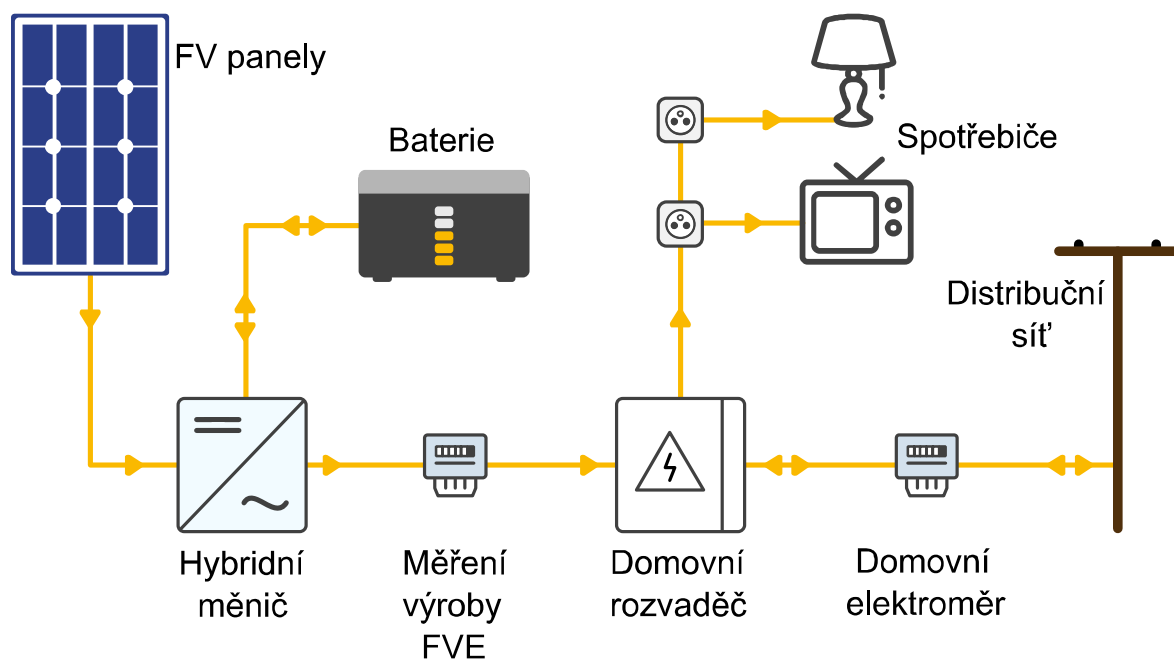 FV panely
Baterie
Spotřebiče
Distribuční
síť
Hybridní
měnič
Měření
výroby
FVE
Domovní
rozvaděč
Domovní
elektroměr